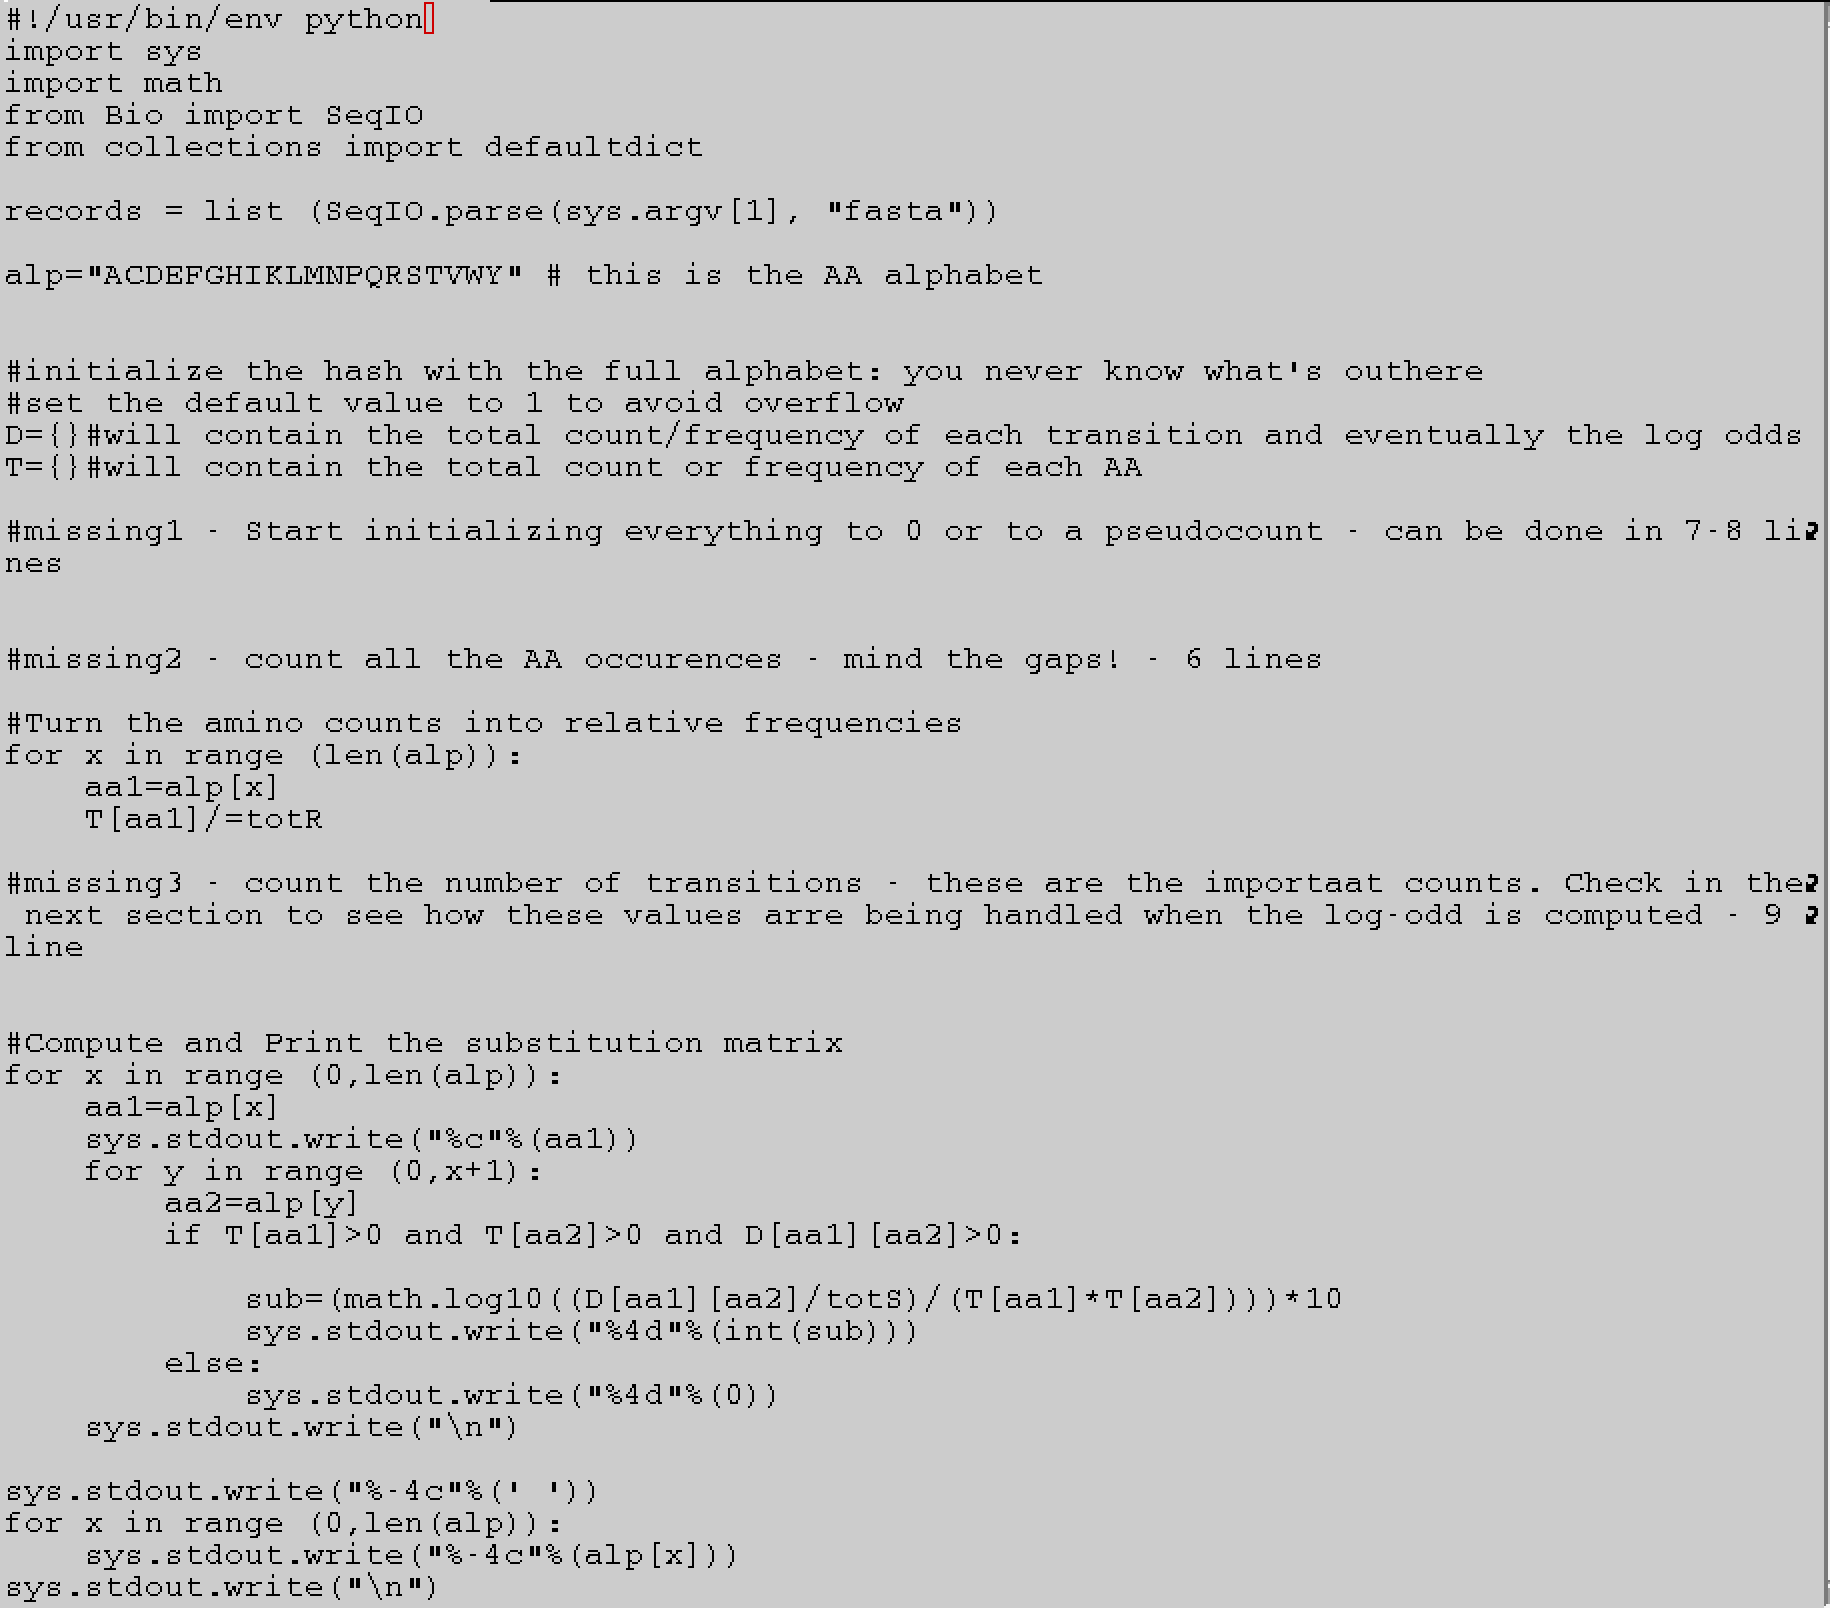 #!/usr/bin/env python
import sys
import math
from Bio import SeqIO
from collections import defaultdict

records = list (SeqIO.parse(sys.argv[1], "fasta"))

alp="ACDEFGHIKLMNPQRSTVWY" # this is the AA alphabet


#initialize the hash with the full alphabet: you never know what's outhere
#set the default value to 1 to avoid overflow
D={}#will contain the total count/frequency of each transition and eventually the log odds
T={}#will contain the total count or frequency of each AA

#missing1 - Start initializing everything to 0 or to a pseudocount - can be done in 7-8 li
nes


#missing2 - count all the AA occurences - mind the gaps! - 6 lines

#Turn the amino counts into relative frequencies
for x in range (len(alp)):
    aa1=alp[x]
    T[aa1]/=totR

#missing3 - count the number of transitions - these are the importaat counts. Check in the
 next section to see how these values arre being handled when the log-odd is computed - 9
line


#Compute and Print the substitution matrix
for x in range (0,len(alp)):
    aa1=alp[x]
    sys.stdout.write("%c"%(aa1))
    for y in range (0,x+1):
        aa2=alp[y]
        if T[aa1]>0 and T[aa2]>0 and D[aa1][aa2]>0:

            sub=(math.log10((D[aa1][aa2]/totS)/(T[aa1]*T[aa2])))*10
            sys.stdout.write("%4d"%(int(sub)))
        else:
            sys.stdout.write("%4d"%(0))
    sys.stdout.write("\n")

sys.stdout.write("%-4c"%(' '))
for x in range (0,len(alp)):
    sys.stdout.write("%-4c"%(alp[x]))
sys.stdout.write("\n")